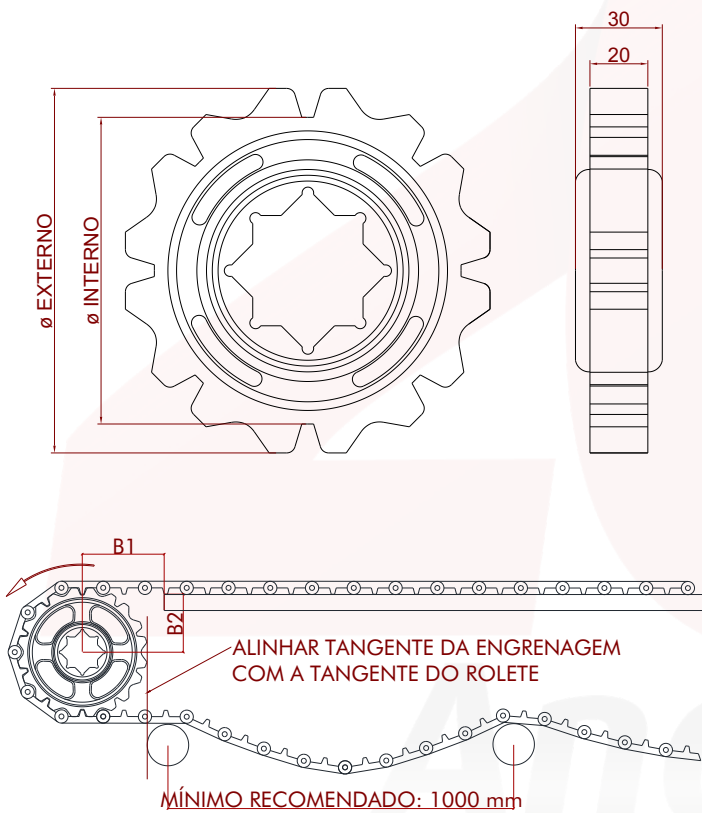 30
20
ø EXTERNO
ø INTERNO
B1
B2
ALINHAR TANGENTE DA ENGRENAGEM
COM A TANGENTE DO ROLETE
MÍNIMO RECOMENDADO: 1000 mm